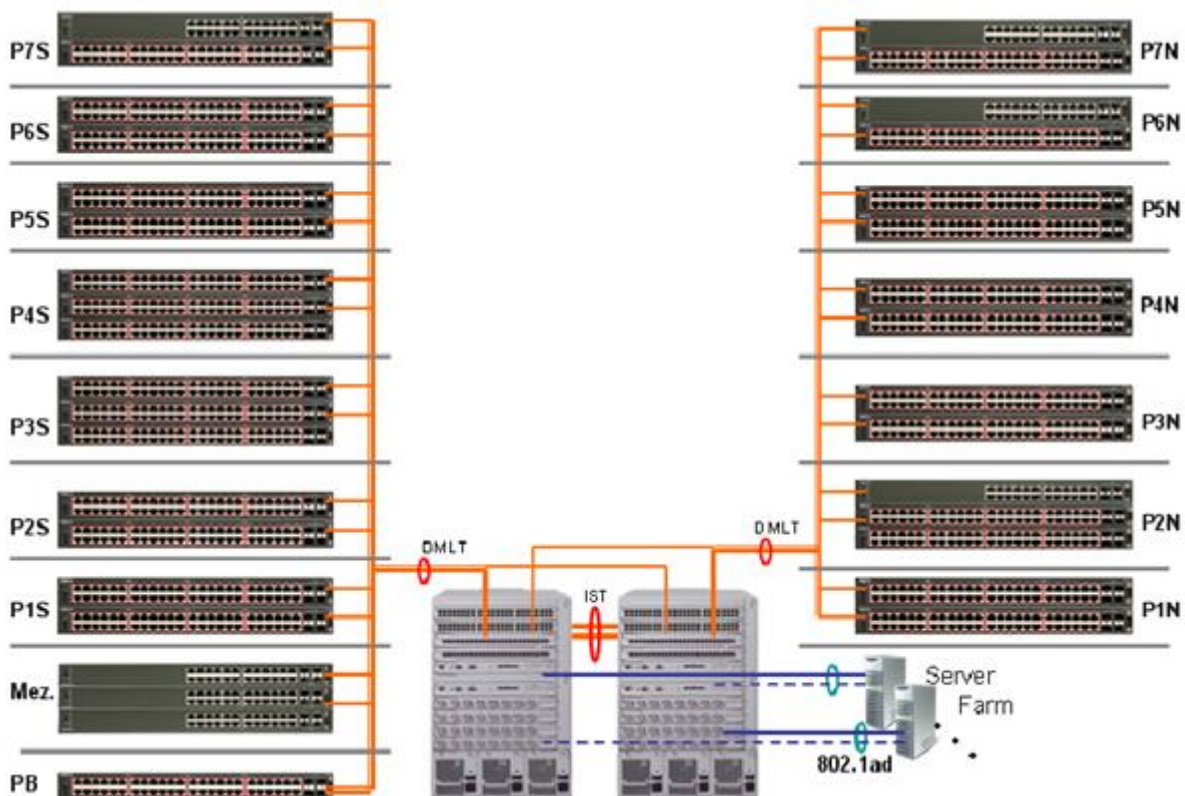 P7S
P6S
P5S
P4S
P3S
P2S
P1S
Mez.
PB
P7N
P6N
P5N
P4N
P3N
P2N
P1N
DMLT
DMLT
IST
Server
Farm
802.1ad